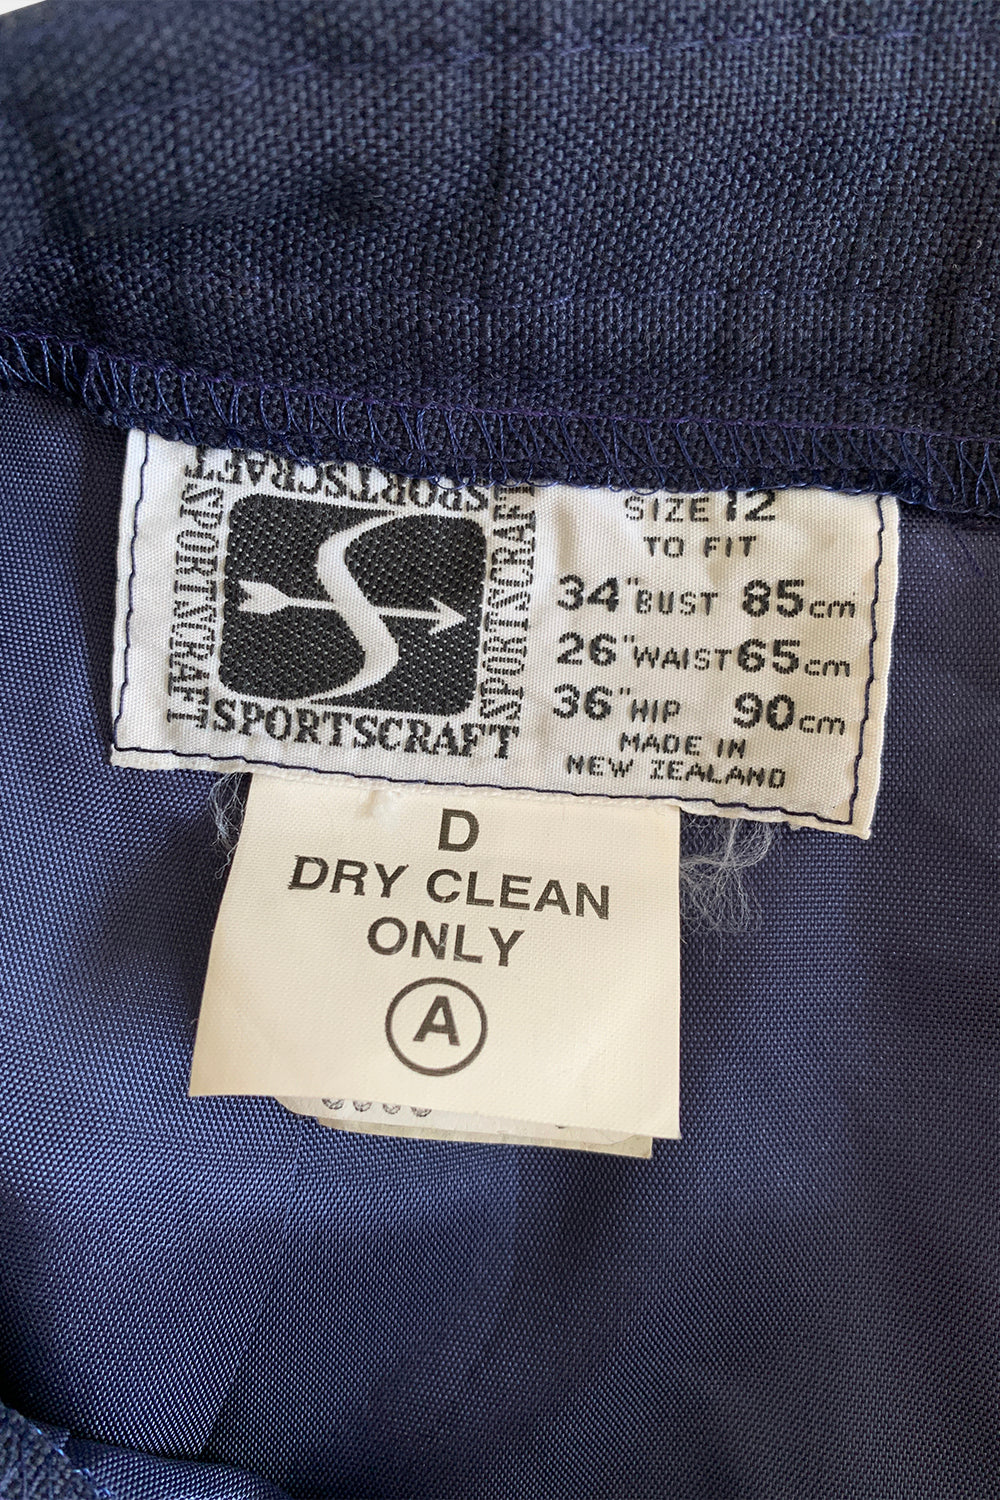 SPORTSCRAFT
SPORTSCRAFT
SPORTSCRAFT
SPORTSCRAFT
SIZE 12
TO FIT
34" BUST 85cm
26" WAIST 65cm
36" HIP 90cm
MADE IN
NEW ZEALAND
D
DRY CLEAN
ONLY
A